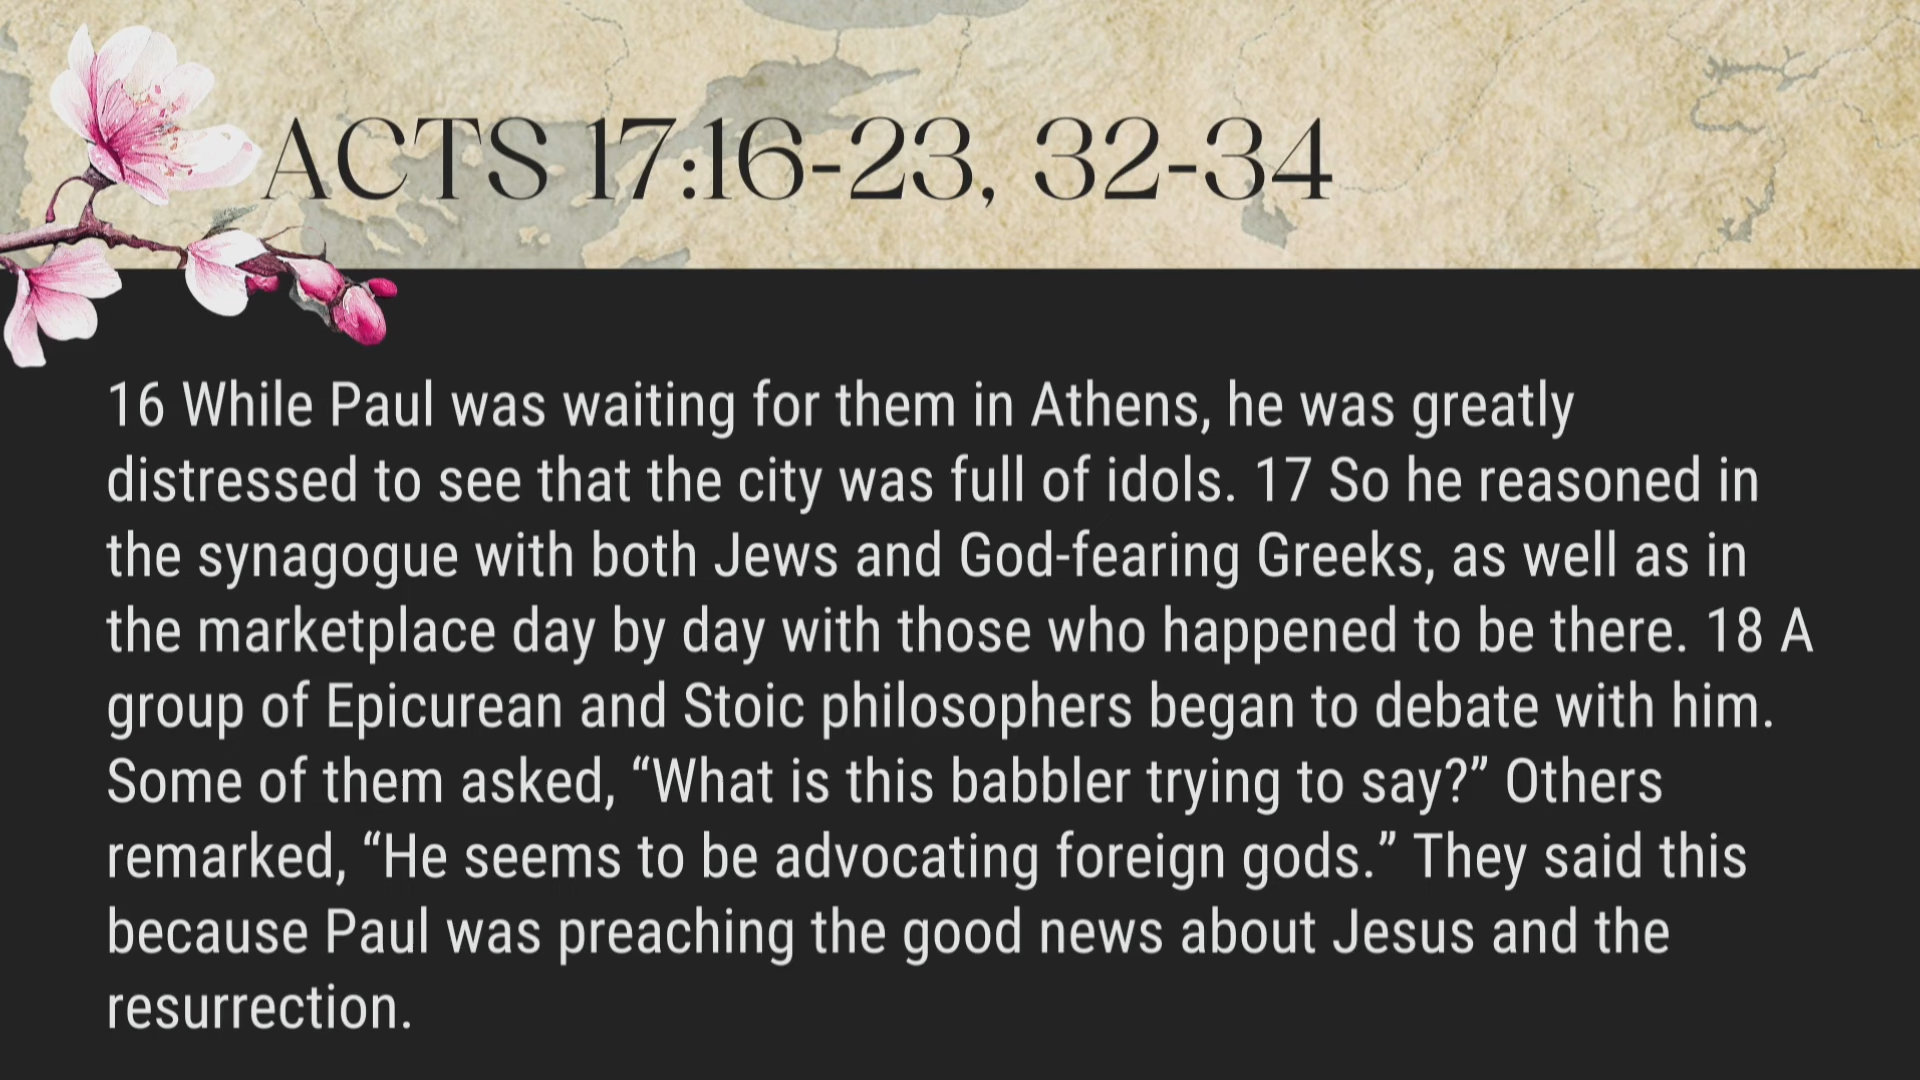 ACTS 17:16-23, 32-34
16 While Paul was waiting for them in Athens, he was greatly
distressed to see that the city was full of idols. 17 So he reasoned in
the synagogue with both Jews and God-fearing Greeks, as well as in
the marketplace day by day with those who happened to be there. 18 A
group of Epicurean and Stoic philosophers began to debate with him.
Some of them asked, “What is this babbler trying to say?” Others
remarked, “He seems to be advocating foreign gods.” They said this
because Paul was preaching the good news about Jesus and the
resurrection.